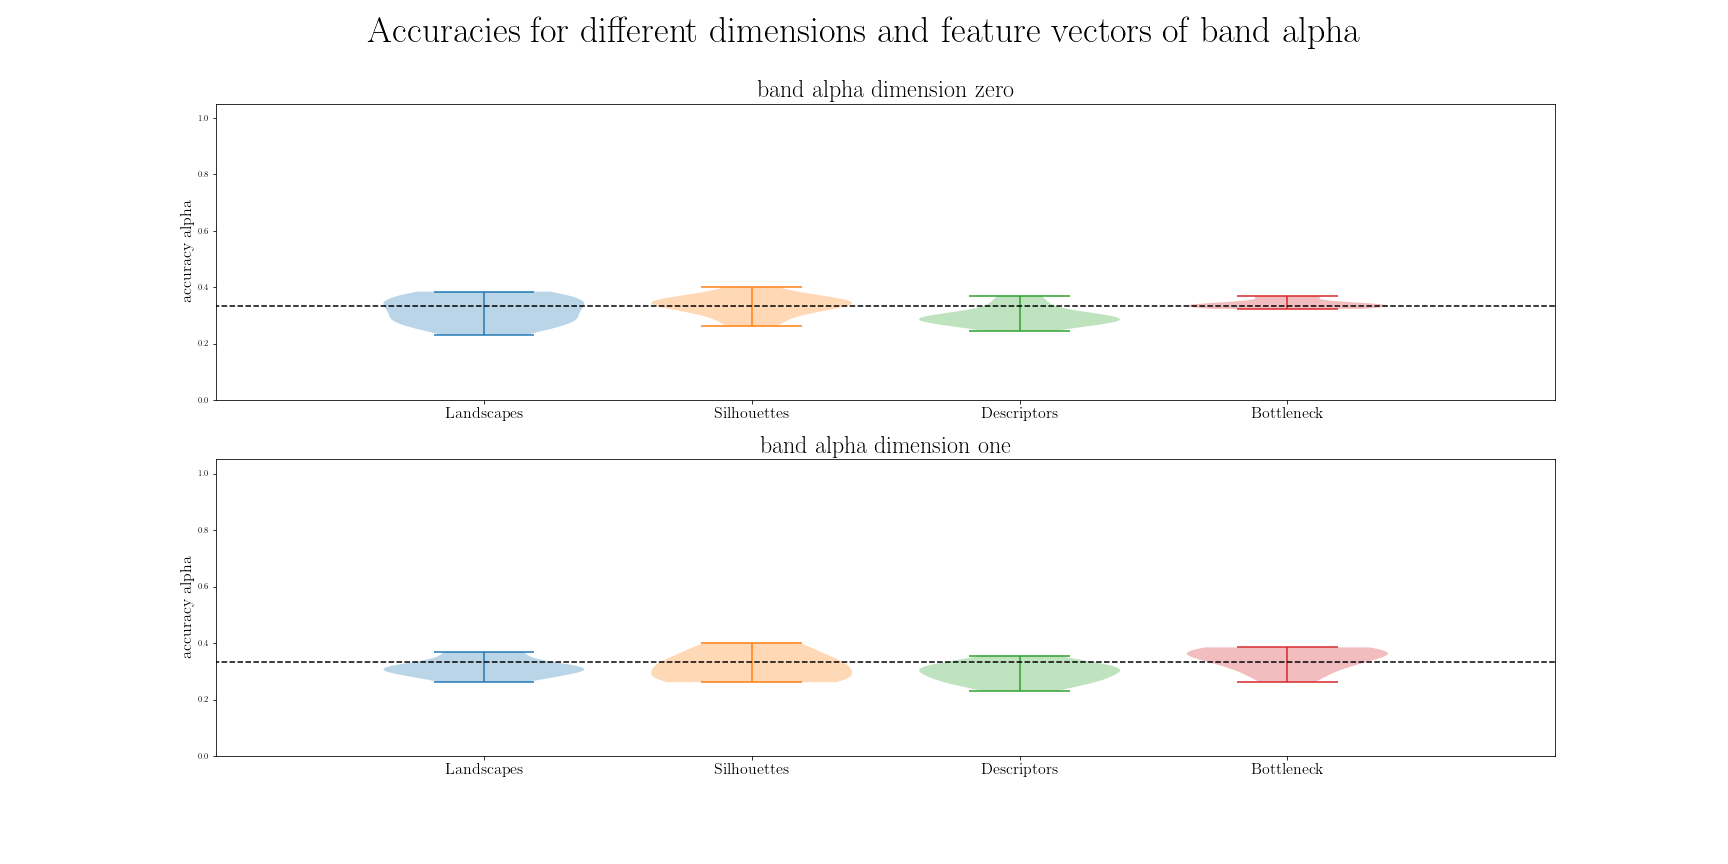 Accuracies for different dimensions and feature vectors of band alpha
band alpha dimension zero
1.0
0.8
0.6
0.4
0.2
0.0
accuracy alpha
Landscapes Silhouettes Descriptors Bottleneck
band alpha dimension one
1.0
0.8
0.6
0.4
0.2
0.0
accuracy alpha
Landscapes Silhouettes Descriptors Bottleneck